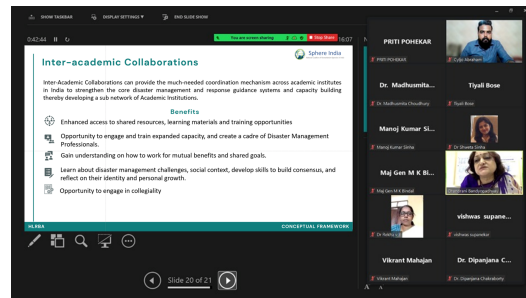 SHOW TASKBAR
DISPLAY SETTINGS ▼
END SLIDE SHOW
0:42:44
You are screen sharing
Stop Share
16:07
Sphere India
Inter-academic Collaborations
Inter-Academic Collaborations can provide the much-needed coordination mechanism across academic institutes
in India to strengthen the core disaster management and response guidance systems and capacity building
thereby developing a sub network of Academic Institutions.
Benefits
Enhanced access to shared resources, learning materials and training opportunities
Opportunity to engage and train expanded capacity, and create a cadre of Disaster Management
Professionals.
Gain understanding on how to work for mutual benefits and shared goals.
Learn about disaster management challenges, social context, develop skills to build consensus, and
reflect on their identity and personal growth.
Opportunity to engage in collegiality
HLRBA
CONCEPTUAL FRAMEWORK
Slide 20 of 21
N
A A
PRITI POHEKAR
PRITI POHEKAR
Dr. Madhusmita...
Tiyali Bose
Dr. Madhusmita Choudhury
Tiyali Bose
Manoj Kumar Si...
Manoj Kumar Sinha
Dr Shweta Sinha
Maj Gen M K Bi...
Maj Gen M K Bindal
vishwas supane...
vishwas supanekar
Vikrant Mahajan
Dr. Dipanjana C...
Vikrant Mahajan
Dr. Dipanjana Chakraborty